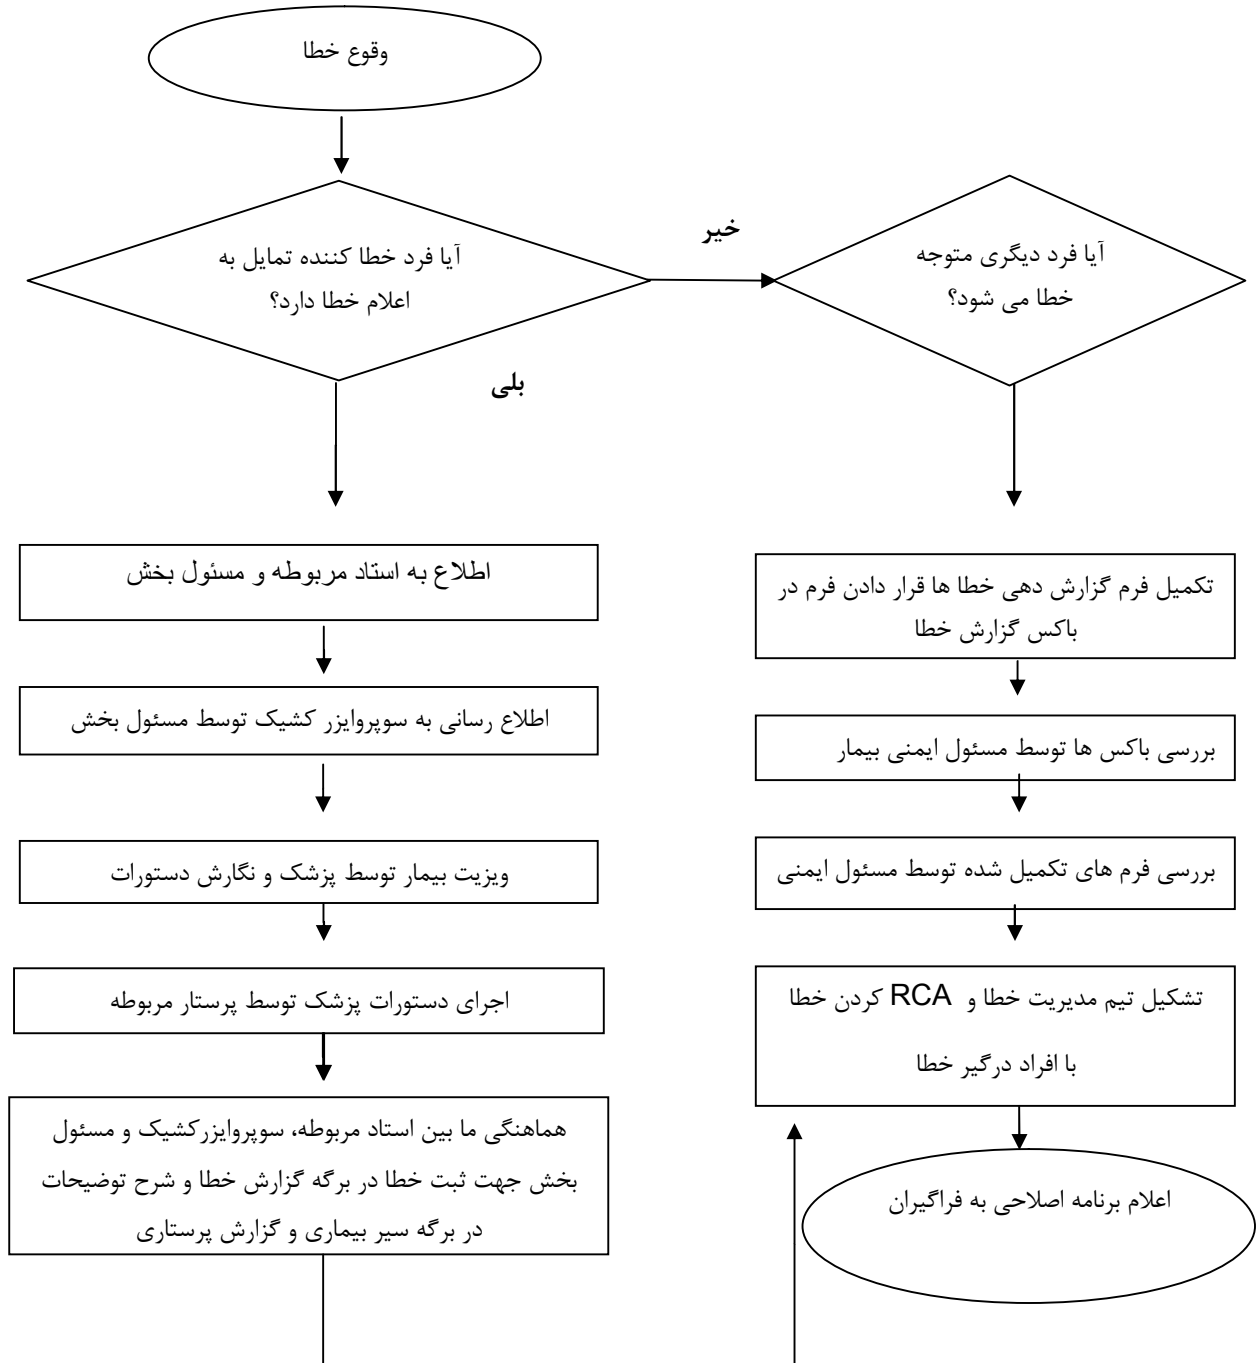 وقوع خطا
آیا فرد خطا کننده تمایل به
اعلام خطا دارد؟
خیر
آیا فرد دیگری متوجه
خطا می شود؟
بلی
اطلاع به استاد مربوطه و مسئول بخش
اطلاع رسانی به سوپروایزر کشیک توسط مسئول بخش
ویزیت بیمار توسط پزشک و نگارش دستورات
اجرای دستورات پزشک توسط پرستار مربوطه
هماهنگی ما بین استاد مربوطه، سوپروایزرکشیک و مسئول
بخش جهت ثبت خطا در برگه گزارش خطا و شرح توضیحات
در برگه سیر بیماری و گزارش پرستاری
تکمیل فرم گزارش دهی خطا ها قرار دادن فرم در
باکس گزارش خطا
بررسی باکس ها توسط مسئول ایمنی بیمار
بررسی فرم های تکمیل شده توسط مسئول ایمنی
تشکیل تیم مدیریت خطا و RCA کردن خطا
با افراد درگیر خطا
اعلام برنامه اصلاحی به فراگیران